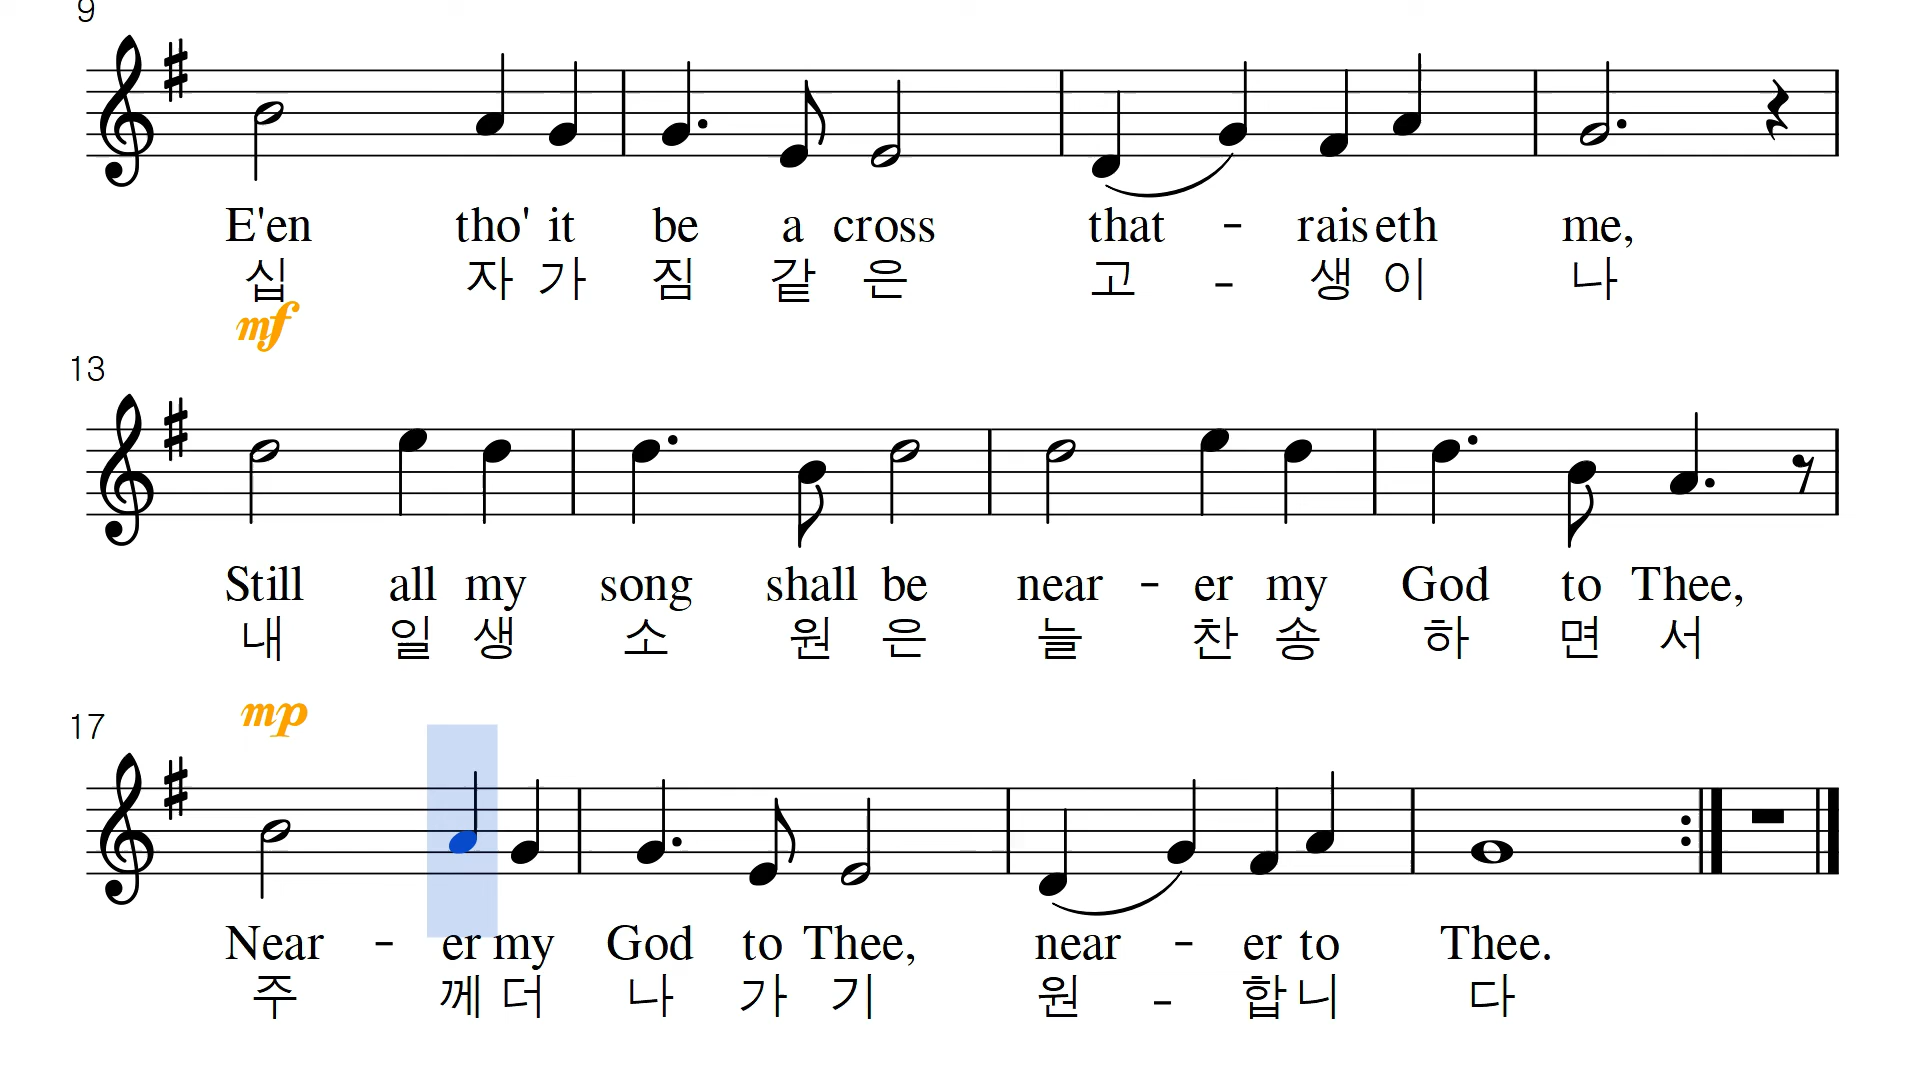 9
E'en tho' it be a cross that - raiseth me,
십 자 가 짐 같 은 고 - 생 이 나
mf
13
Still all my song shall be near - er my God to Thee,
내 일 생 소 원 은 늘 찬 송 하 면 서
mp
17
Near - er my God to Thee, near - er to Thee.
주 께 더 나 가 기 원 - 합 니 다